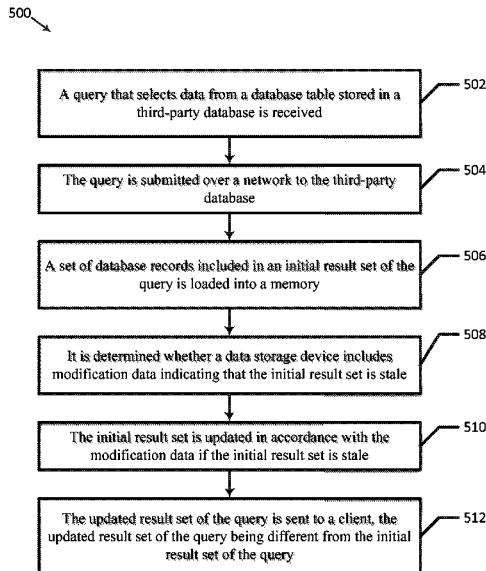 500
502
A query that selects data from a database table stored in a
third-party database is received
504
The query is submitted over a network to the third-party
database
506
A set of database records included in an initial result set of the
query is loaded into a memory
508
It is determined whether a data storage device includes
modification data indicating that the initial result set is stale
510
The initial result set is updated in accordance with the
modification data if the initial result set is stale
512
The updated result set of the query is sent to a client, the
updated result set of the query being different from the initial
result set of the query